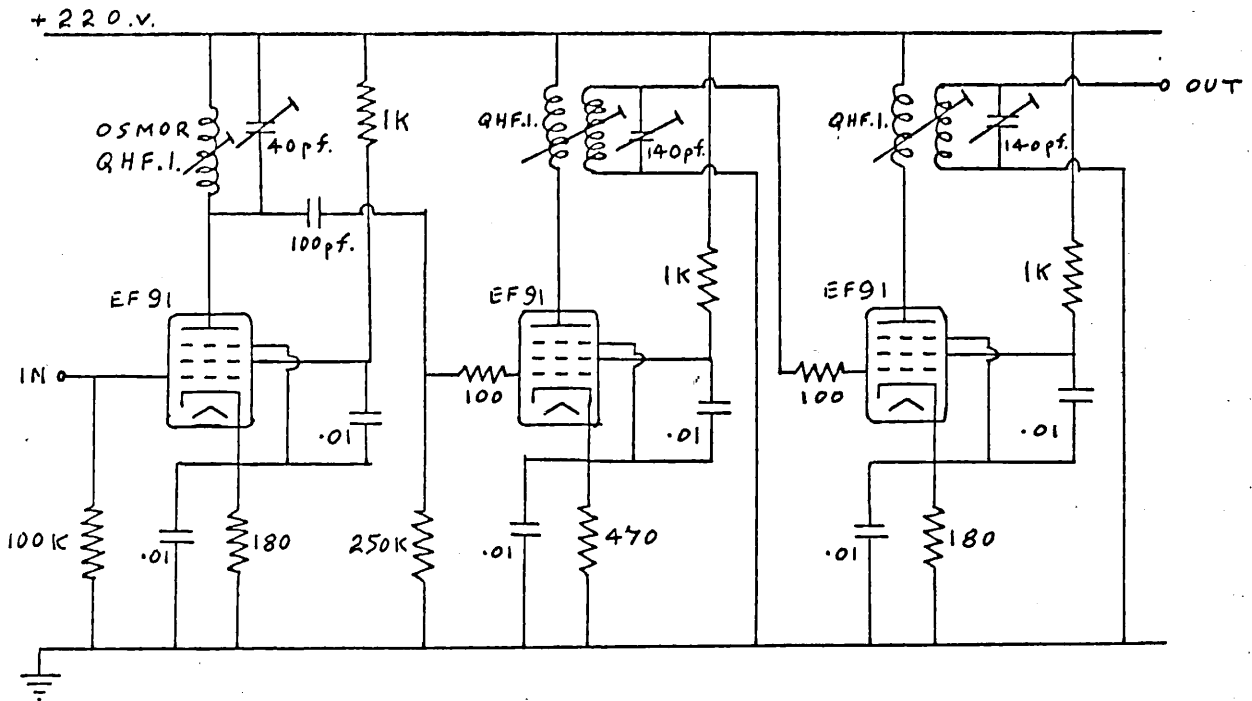 +220.v.
OSMOR
QHF.1.
40pf.
1K
QHF.1.
140pf.
QHF.1.
140pf.
OUT
100pf.
1K
1K
EF91
EF91
EF91
IN
100
100
.01
.01
.01
100K
.01
180
250K
.01
470
.01
180